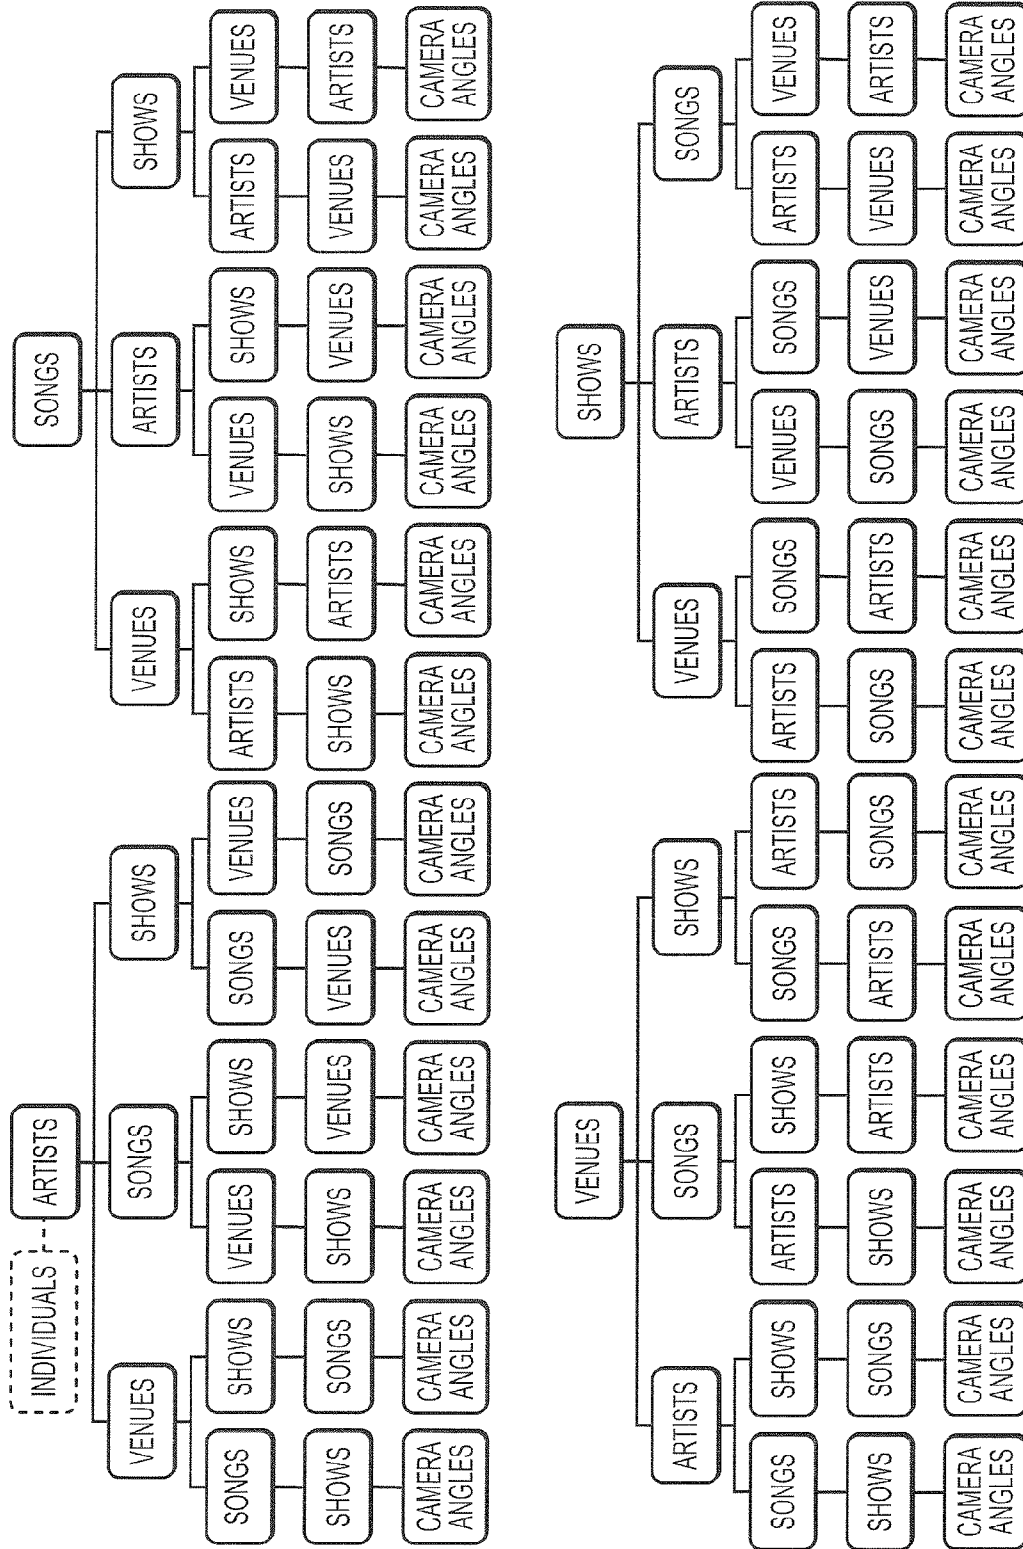 INDIVIDUALS ARTISTS SONGS
VENUES SONGS SHOWS VENUES ARTISTS SHOWS
SONGS SHOWS VENUES SHOWS SONGS VENUES ARTISTS SHOWS VENUES SHOWS ARTISTS VENUES
SHOWS SONGS SHOWS VENUES VENUES SONGS SHOWS ARTISTS SHOWS VENUES VENUES ARTISTS
CAMERA CAMERA CAMERA CAMERA CAMERA CAMERA CAMERA CAMERA CAMERA CAMERA CAMERA CAMERA
ANGLES ANGLES ANGLES ANGLES ANGLES ANGLES ANGLES ANGLES ANGLES ANGLES ANGLES ANGLES
VENUES SHOWS
ARTISTS SONGS SHOWS VENUES ARTISTS SONGS
SONGS SHOWS ARTISTS SHOWS SONGS ARTISTS ARTISTS SONGS VENUES SONGS ARTISTS VENUES
SHOWS SONGS SHOWS ARTISTS ARTISTS SONGS SONGS ARTISTS SONGS VENUES VENUES ARTISTS
CAMERA CAMERA CAMERA CAMERA CAMERA CAMERA CAMERA CAMERA CAMERA CAMERA CAMERA CAMERA
ANGLES ANGLES ANGLES ANGLES ANGLES ANGLES ANGLES ANGLES ANGLES ANGLES ANGLES ANGLES